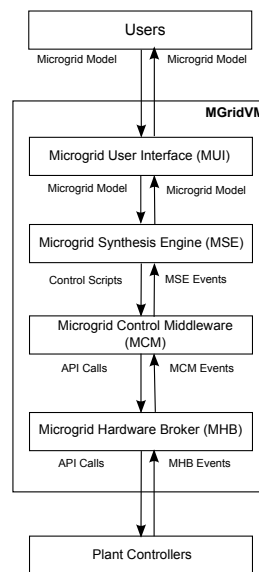 Users
Microgrid Model
Microgrid Model
MGridVM
Microgrid User Interface (MUI)
Microgrid Model
Microgrid Model
Microgrid Synthesis Engine (MSE)
Control Scripts
MSE Events
Microgrid Control Middleware
(MCM)
API Calls
MCM Events
Microgrid Hardware Broker (MHB)
API Calls
MHB Events
Plant Controllers